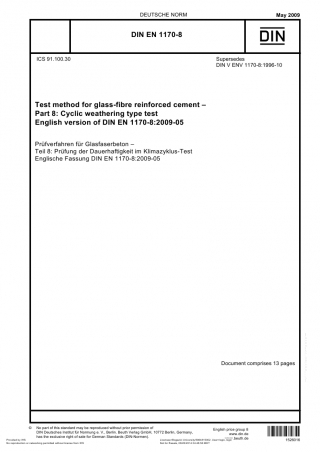 DEUTSCHE NORM
May 2009
DIN EN 1170-8
DIN
ICS 91.100.30
Supersedes
DIN V ENV 1170-8:1996-10
Test method for glass-fibre reinforced cement –
Part 8: Cyclic weathering type test
English version of DIN EN 1170-8:2009-05
Prüfverfahren für Glasfaserbeton –
Teil 8: Prüfung der Dauerhaftigkeit im Klimazyklus-Test
Englische Fassung DIN EN 1170-8:2009-05
Document comprises 13 pages
© No part of this standard may be reproduced without prior permission of
DIN Deutsches Institut für Normung e. V., Berlin. Beuth Verlag GmbH, 10772 Berlin, Germany,
has the exclusive right of sale for German Standards (DIN-Normen).
English price group 9
www.din.de
beuth.de